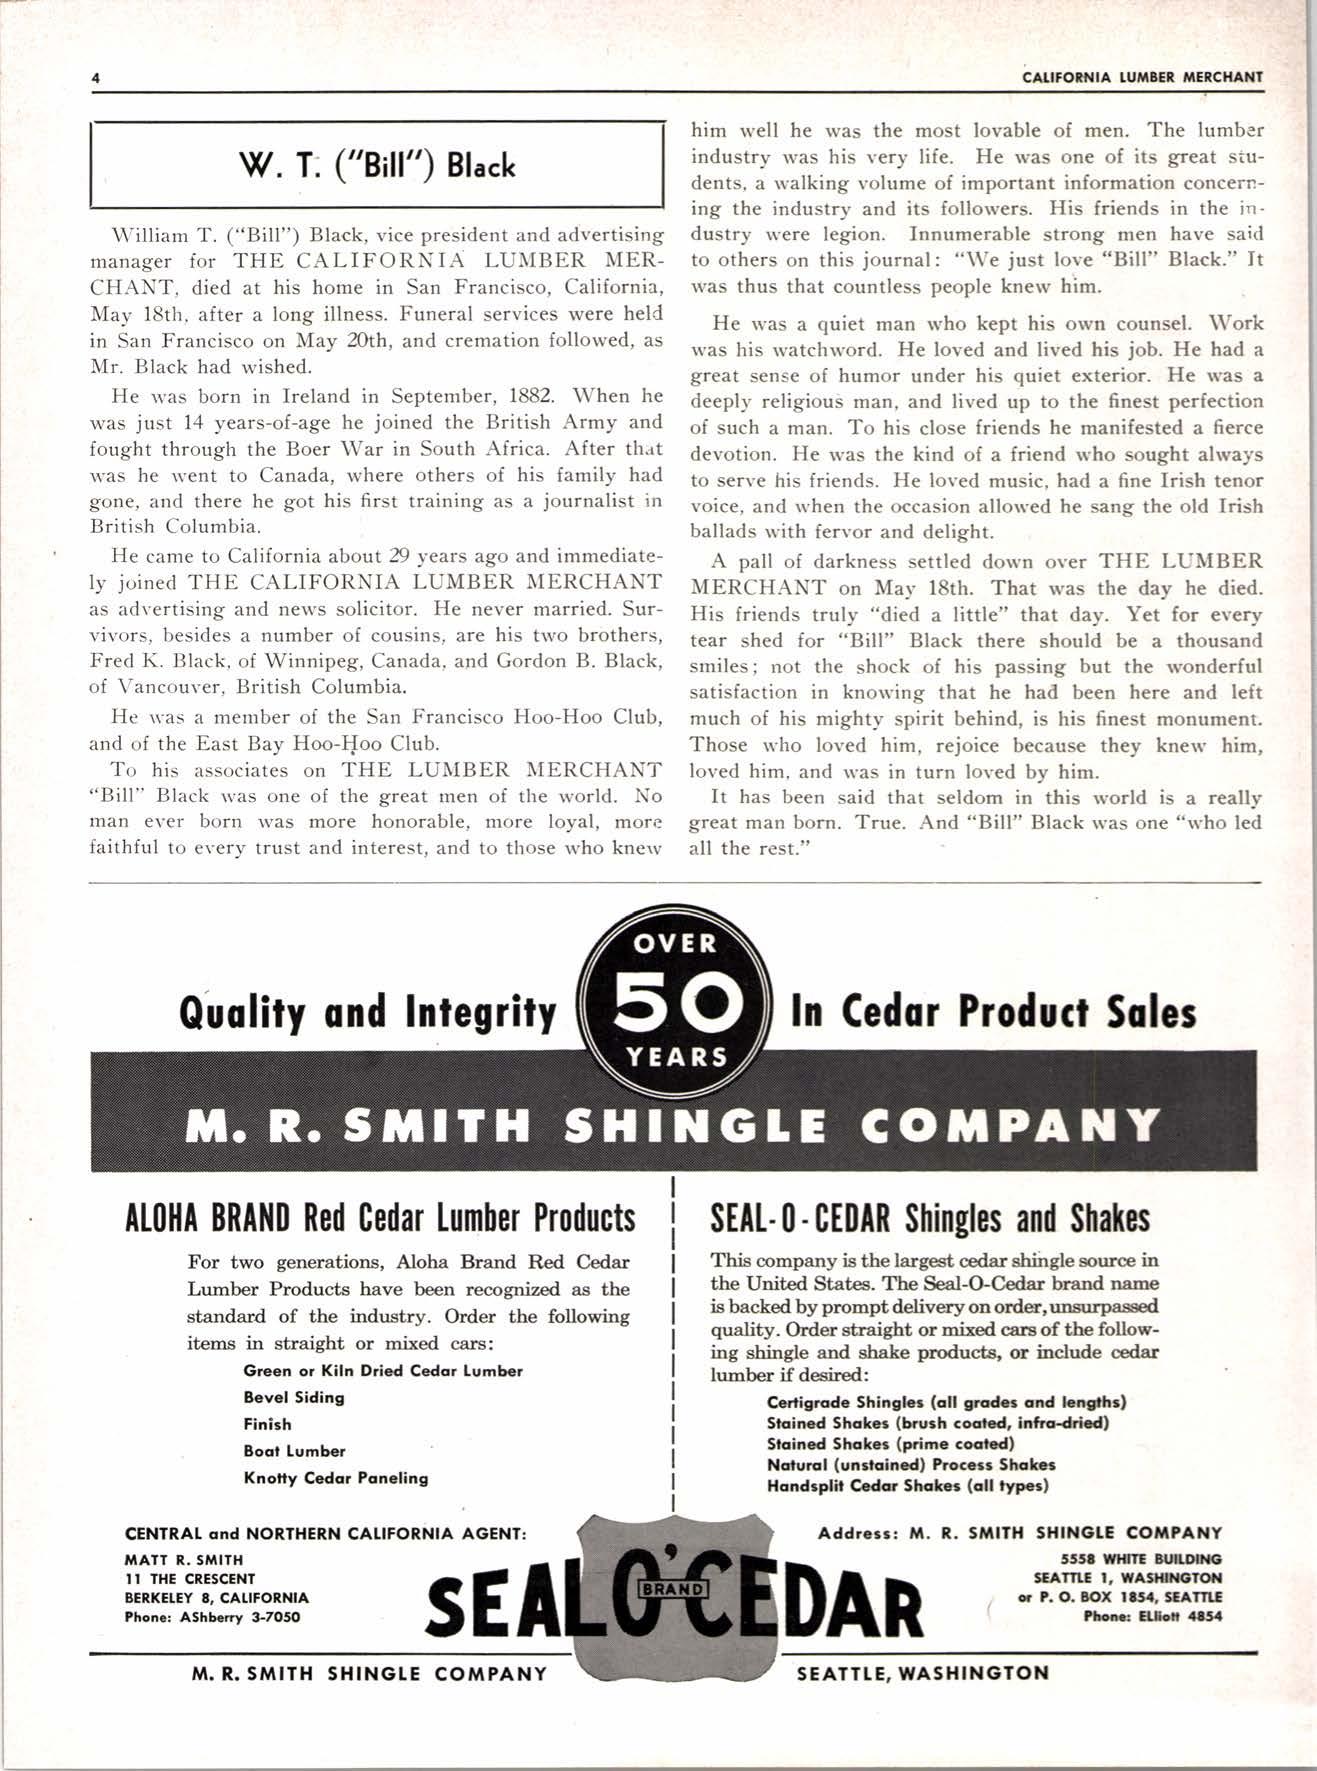 4
CALIFORNIA LUMBER MERCHANT
W. T. ("Bill") Black
William T. ("Bill") Black, vice president and advertising
manager for THE CALIFORNIA LUMBER MER-
CHANT, died at his home in San Francisco, California,
May 18th, after a long illness. Funeral services were held
in San Francisco on May 20th, and cremation followed, as
Mr. Black had wished.
He was born in Ireland in September, 1882. When he
was just 14 years-of-age he joined the British Army and
fought through the Boer War in South Africa. After that
was he went to Canada, where others of his family had
gone, and there he got his first training as a journalist in
British Columbia.
He came to California about 29 years ago and immediate-
ly joined THE CALIFORNIA LUMBER MERCHANT
as advertising and news solicitor. He never married. Sur-
vivors, besides a number of cousins, are his two brothers,
Fred K. Black, of Winnipeg, Canada, and Gordon B. Black,
of Vancouver, British Columbia.
He was a member of the San Francisco Hoo-Hoo Club,
and of the East Bay Hoo-Hoo Club.
To his associates on THE LUMBER MERCHANT
"Bill" Black was one of the great men of the world. No
man ever born was more honorable, more loyal, more
faithful to every trust and interest, and to those who knew
him well he was the most lovable of men. The lumber
industry was his very life. He was one of its great stu-
dents, a walking volume of important information concern-
ing the industry and its followers. His friends in the in-
dustry were legion. Innumerable strong men have said
to others on this journal: "We just love "Bill" Black." It
was thus that countless people knew him.
He was a quiet man who kept his own counsel. Work
was his watchword. He loved and lived his job. He had a
great sense of humor under his quiet exterior. He was a
deeply religious man, and lived up to the finest perfection
of such a man. To his close friends he manifested a fierce
devotion. He was the kind of a friend who sought always
to serve his friends. He loved music, had a fine Irish tenor
voice, and when the occasion allowed he sang the old Irish
ballads with fervor and delight.
A pall of darkness settled down over THE LUMBER
MERCHANT on May 18th. That was the day he died.
His friends truly "died a little" that day. Yet for every
tear shed for "Bill" Black there should be a thousand
smiles; not the shock of his passing but the wonderful
satisfaction in knowing that he had been here and left
much of his mighty spirit behind, is his finest monument.
Those who loved him, rejoice because they knew him,
loved him, and was in turn loved by him.
It has been said that seldom in this world is a really
great man born. True. And "Bill" Black was one "who led
all the rest."
Quality and Integrity
OVER
50
YEARS
In Cedar Product Sales
M. R. SMITH SHINGLE COMPANY
ALOHA BRAND Red Cedar Lumber Products
For two generations, Aloha Brand Red Cedar
Lumber Products have been recognized as the
standard of the industry. Order the following
items in straight or mixed cars:
Green or Kiln Dried Cedar Lumber
Bevel Siding
Finish
Boat Lumber
Knotty Cedar Paneling
SEAL-O-CEDAR Shingles and Shakes
This company is the largest cedar shingle source in
the United States. The Seal-O-Cedar brand name
is backed by prompt delivery on order, unsurpassed
quality. Order straight or mixed cars of the follow-
ing shingle and shake products, or include cedar
lumber if desired:
Certigrade Shingles (all grades and lengths)
Stained Shakes (brush coated, infra-dried)
Stained Shakes (prime coated)
Natural (unstained) Process Shakes
Handsplit Cedar Shakes (all types)
CENTRAL and NORTHERN CALIFORNIA AGENT:
MATT R. SMITH
11 THE CRESCENT
BERKELEY 8, CALIFORNIA
Phone: AShberry 3-7050
SEAL O'CEDAR
BRAND
Address: M. R. SMITH SHINGLE COMPANY
5558 WHITE BUILDING
SEATTLE 1, WASHINGTON
or P. O. BOX 1854, SEATTLE
Phone: ELliott 4854
M. R. SMITH SHINGLE COMPANY
SEATTLE, WASHINGTON